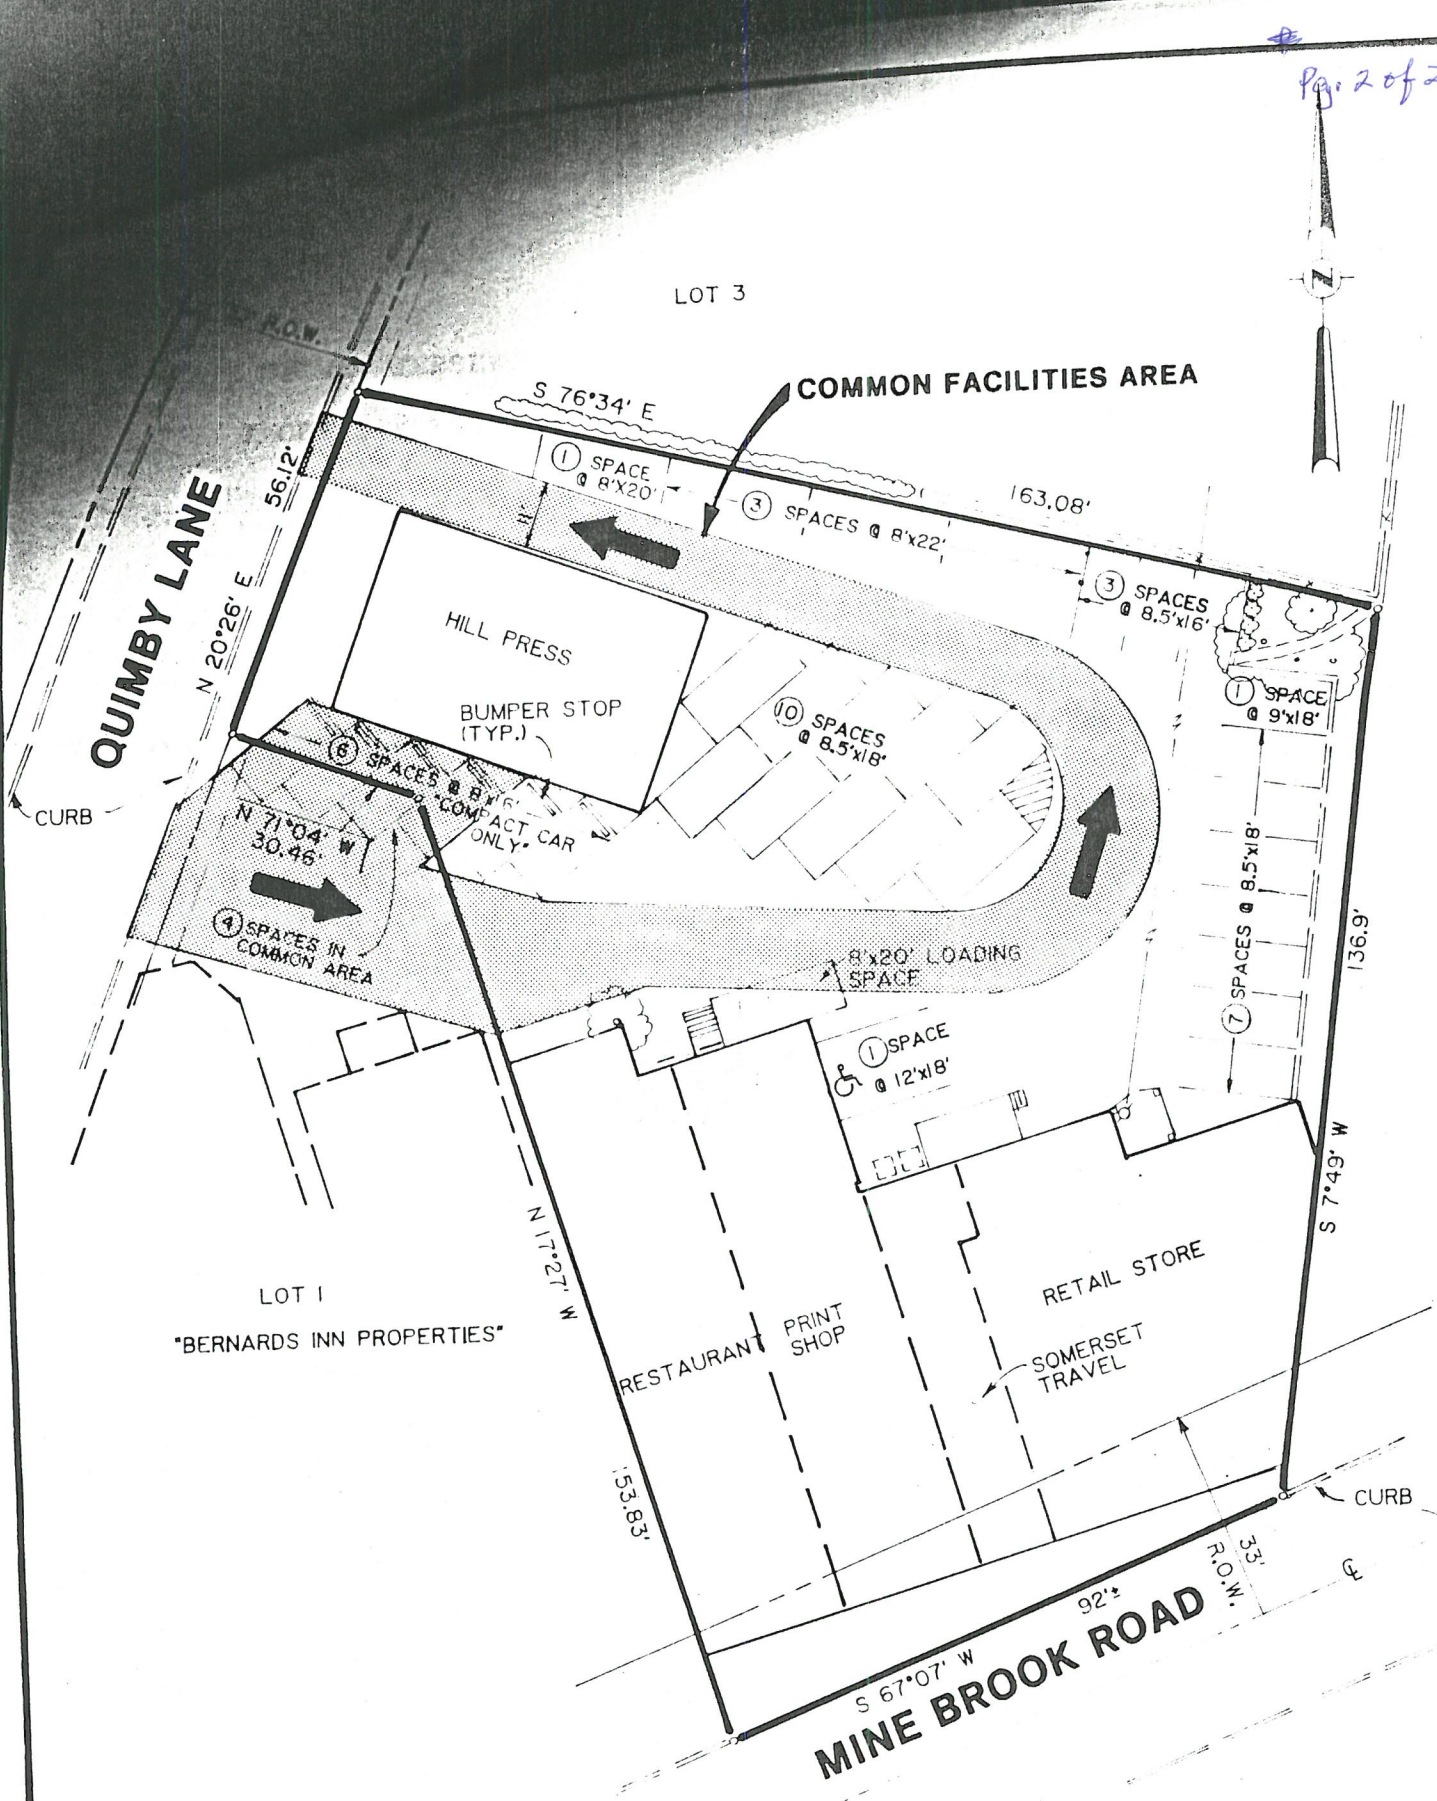 Pg. 2 of 2
N
LOT 3
R.O.W.
COMMON FACILITIES AREA
S 76°34' E
163.08'
1 SPACE
@ 8'X20'
3 SPACES @ 8'x22'
3 SPACES
@ 8.5'x16'
56.12'
N 20°26' E
QUIMBY LANE
CURB
HILL PRESS
BUMPER STOP
(TYP.)
10 SPACES
@ 8.5'x18'
1 SPACE
@ 9'x18'
SPACES @ 8'x16'
"COMPACT CAR
ONLY"
N 71°04' W
30.46'
4 SPACES IN
COMMON AREA
7 SPACES @ 8.5'x18'
136.9'
S 7°49' W
8'x20' LOADING
SPACE
1 SPACE
@ 12'x18'
N 17°27' W
153.83'
LOT 1
"BERNARDS INN PROPERTIES"
RESTAURANT
PRINT
SHOP
RETAIL STORE
SOMERSET
TRAVEL
CURB
33'
R.O.W.
92'±
S 67°07' W
MINE BROOK ROAD